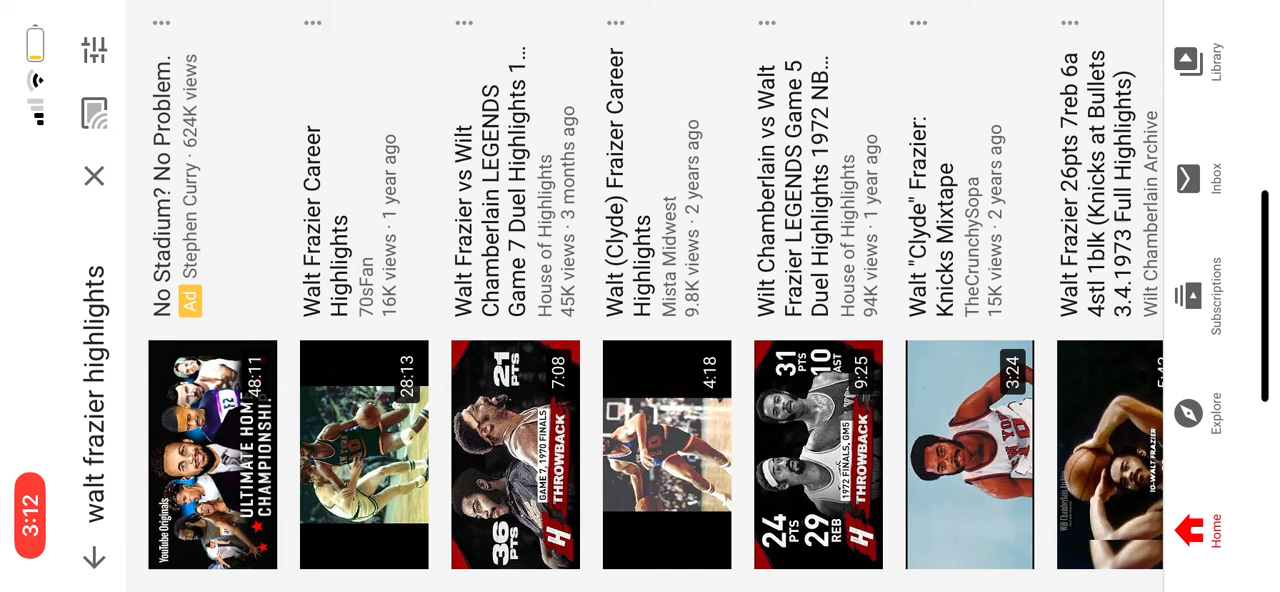 3:12
walt frazier highlights
YouTube Originals
ULTIMATE HOME
CHAMPIONSHIP!
48:11
No Stadium? No Problem.
Ad Stephen Curry · 624K views
28:13
Walt Frazier Career
Highlights
70sFan
16K views · 1 year ago
36
PTS
21
PTS
GAME 7, 1970 FINALS
H THROWBACK
7:08
Walt Frazier vs Wilt
Chamberlain LEGENDS
Game 7 Duel Highlights 1...
House of Highlights
45K views · 3 months ago
4:18
Walt (Clyde) Fraizer Career
Highlights
Mista Midwest
9.8K views · 2 years ago
24
PTS
29
REB
31
PTS
10
AST
1972 FINALS, GM5
H THROWBACK
9:25
Wilt Chamberlain vs Walt
Frazier LEGENDS Game 5
Duel Highlights 1972 NB...
House of Highlights
94K views · 1 year ago
3:24
Walt "Clyde" Frazier:
Knicks Mixtape
TheCrunchySopa
15K views · 2 years ago
10-WALT FRAZIER
Walt Frazier 26pts 7reb 6a
4stl 1blk (Knicks at Bullets
3.4.1973 Full Highlights)
Wilt Chamberlain Archive
Home
Explore
Subscriptions
Inbox
Library